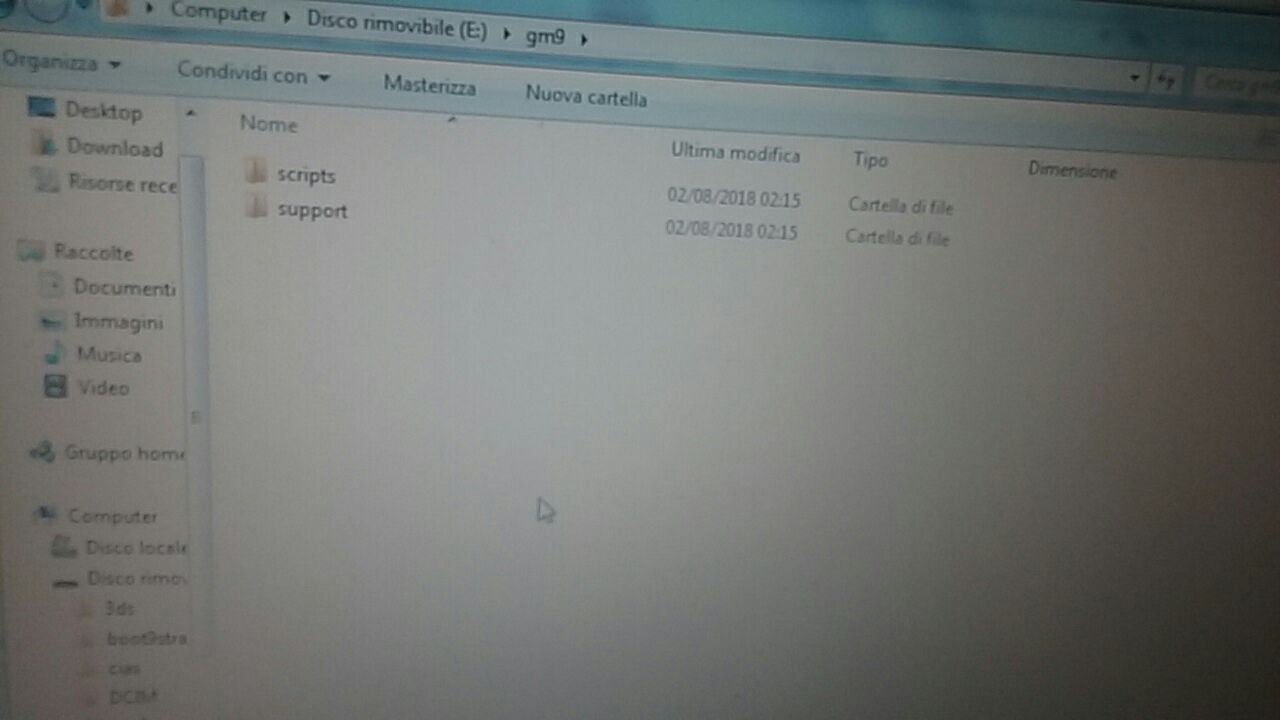 Computer Disco rimovibile (E:) gm9
Organizza Condividi con Masterizza Nuova cartella
Desktop
Download
Risorse rece
Raccolte
Documenti
Immagini
Musica
Video
Gruppo home
Computer
Disco locale
Disco rimov
3ds
boot9stra
cias
DCIM
Nome Ultima modifica Tipo Dimensione
scripts 02/08/2018 02:15 Cartella di file
support 02/08/2018 02:15 Cartella di file